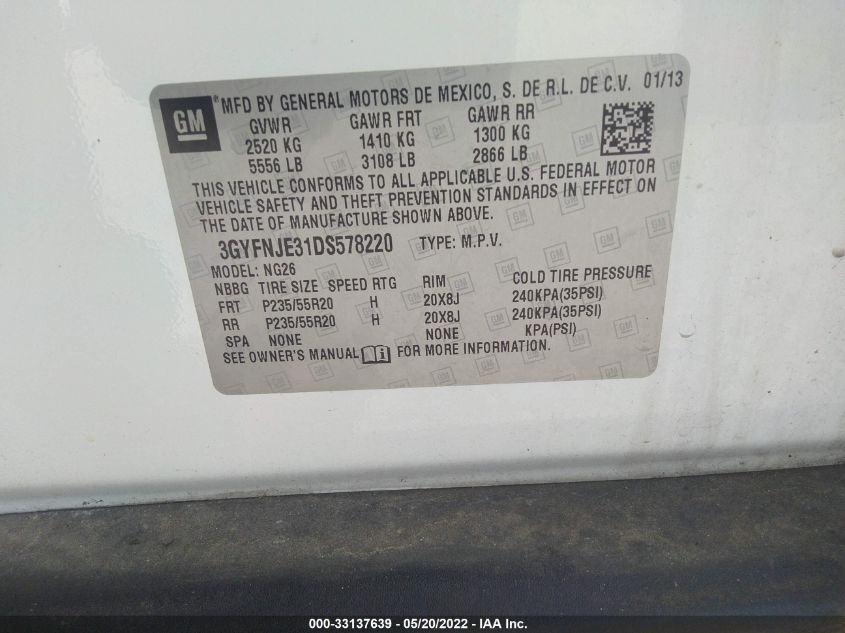 GM
MFD BY GENERAL MOTORS DE MEXICO, S. DE R.L. DE C.V. 01/13
GVWR GAWR FRT GAWR RR
2520 KG 1410 KG 1300 KG
5556 LB 3108 LB 2866 LB
THIS VEHICLE CONFORMS TO ALL APPLICABLE U.S. FEDERAL MOTOR
VEHICLE SAFETY AND THEFT PREVENTION STANDARDS IN EFFECT ON
THE DATE OF MANUFACTURE SHOWN ABOVE.
3GYFNJE31DS578220 TYPE: M.P.V.
MODEL: NG26
NBBG TIRE SIZE SPEED RTG RIM COLD TIRE PRESSURE
FRT P235/55R20 H 20X8J 240KPA(35PSI)
RR P235/55R20 H 20X8J 240KPA(35PSI)
SPA NONE NONE KPA(PSI)
SEE OWNER'S MANUAL FOR MORE INFORMATION.
000-33137639 - 05/20/2022 - IAA Inc.